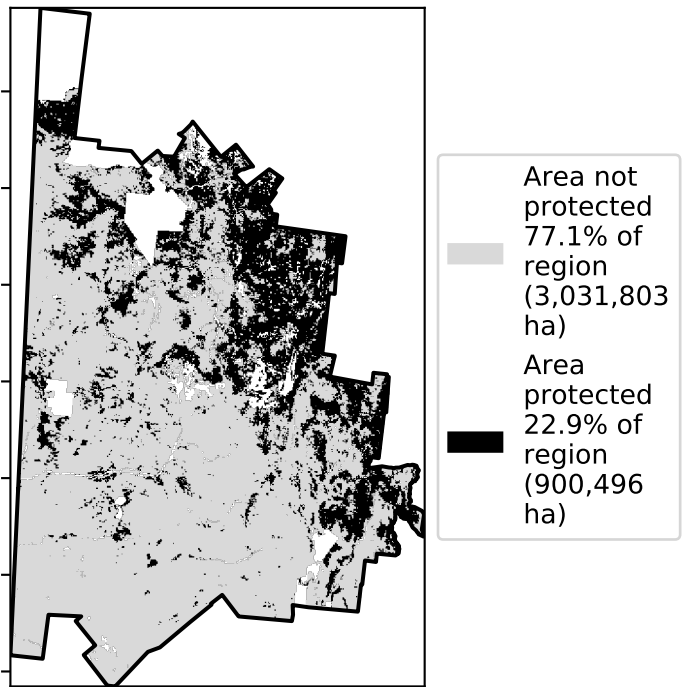 Area not
protected
77.1% of
region
(3,031,803
ha)
Area
protected
22.9% of
region
(900,496
ha)